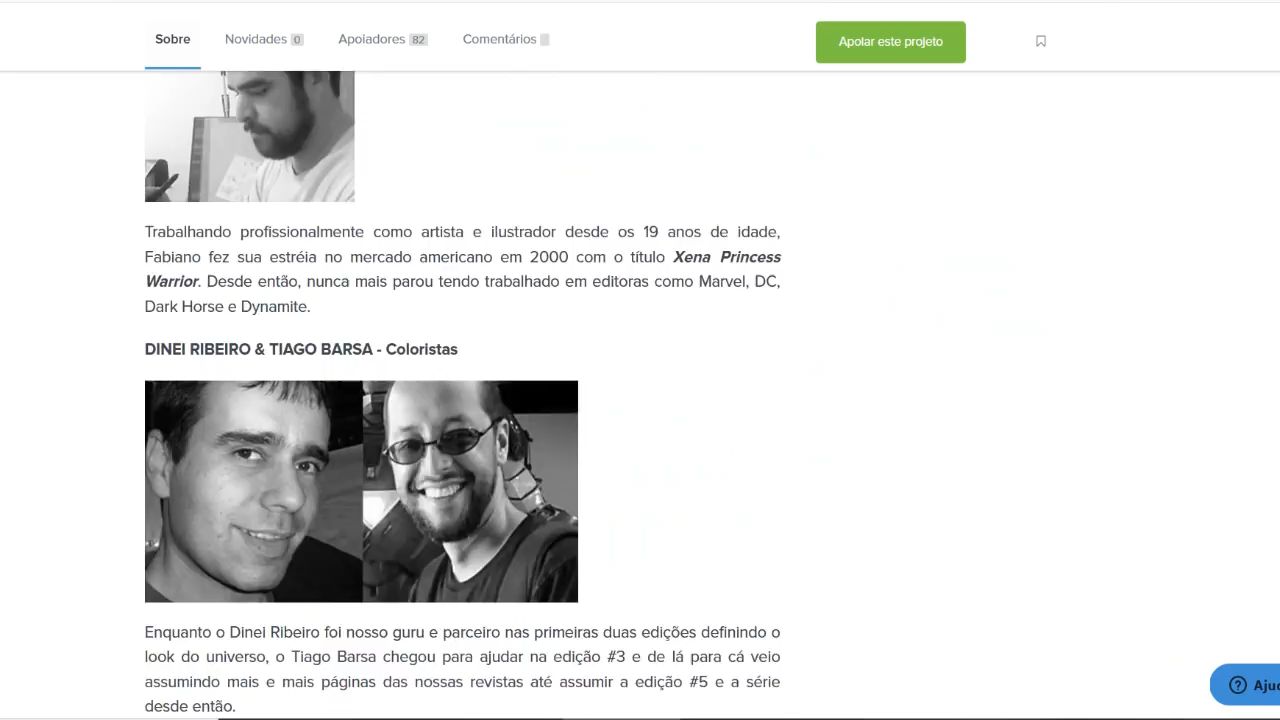 Sobre Novidades 0 Apoiadores 82 Comentários Apoiar este projeto
Trabalhando profissionalmente como artista e ilustrador desde os 19 anos de idade,
Fabiano fez sua estréia no mercado americano em 2000 com o título Xena Princess
Warrior. Desde então, nunca mais parou tendo trabalhado em editoras como Marvel, DC,
Dark Horse e Dynamite.
DINEI RIBEIRO & TIAGO BARSA - Coloristas
Enquanto o Dinei Ribeiro foi nosso guru e parceiro nas primeiras duas edições definindo o
look do universo, o Tiago Barsa chegou para ajudar na edição #3 e de lá para cá veio
assumindo mais e mais páginas das nossas revistas até assumir a edição #5 e a série
desde então.
? Aju